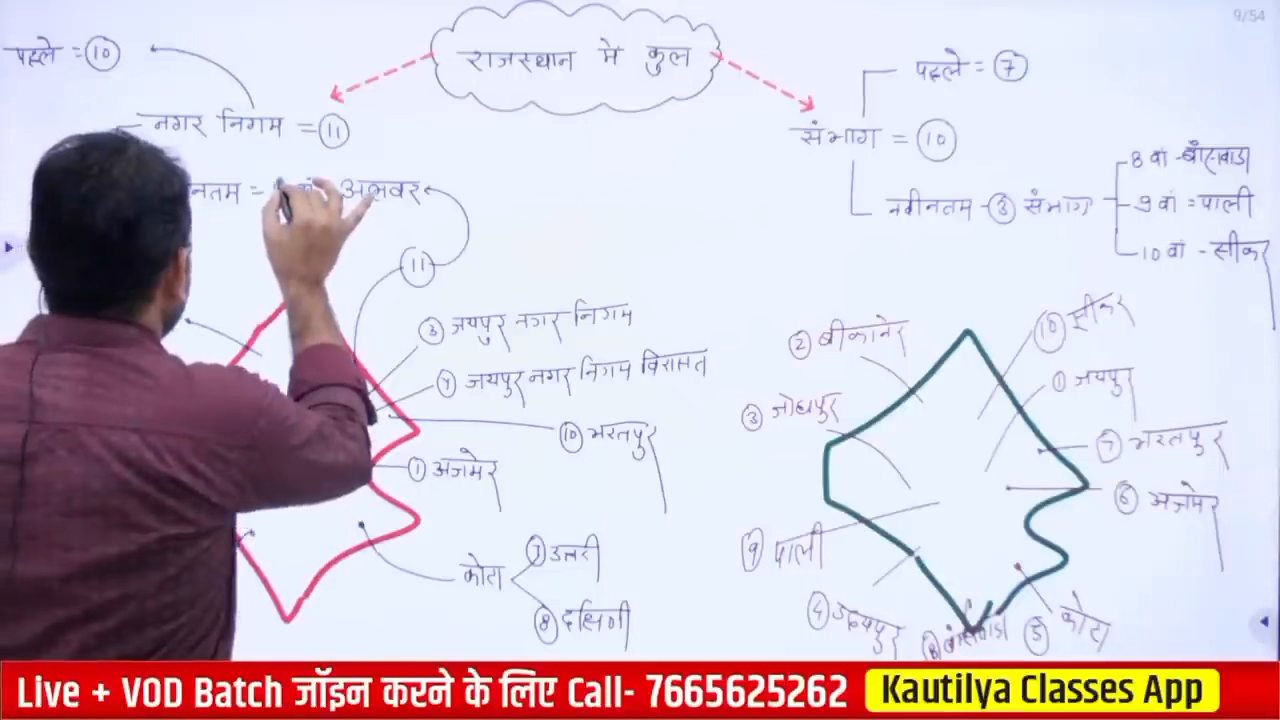 9/54
राजस्थान मे कुल
पहले = 10
नगर निगम = 11
नतम =
अलवर
11
3 जयपुर नगर निगम
4 जयपुर नगर निगम विरासत
10 भरतपुर
1 अजमेर
कोटा
7 उत्तरी
8 दक्षिणी
पहले = 7
संभाग = 10
नवीनतम - 3 संभाग
8 वां - बाँसवाडा
9 वां = पाली
10 वां - सीकर
2 बीकानेर
10 सीकर
1 जयपुर
3 जोधपुर
7 भरतपुर
6 अजमेर
9 पाली
4 उदयपुर
8 बांसवाडा
5 कोटा
Live + VOD Batch जॉइन करने के लिए Call- 7665625262
Kautilya Classes App